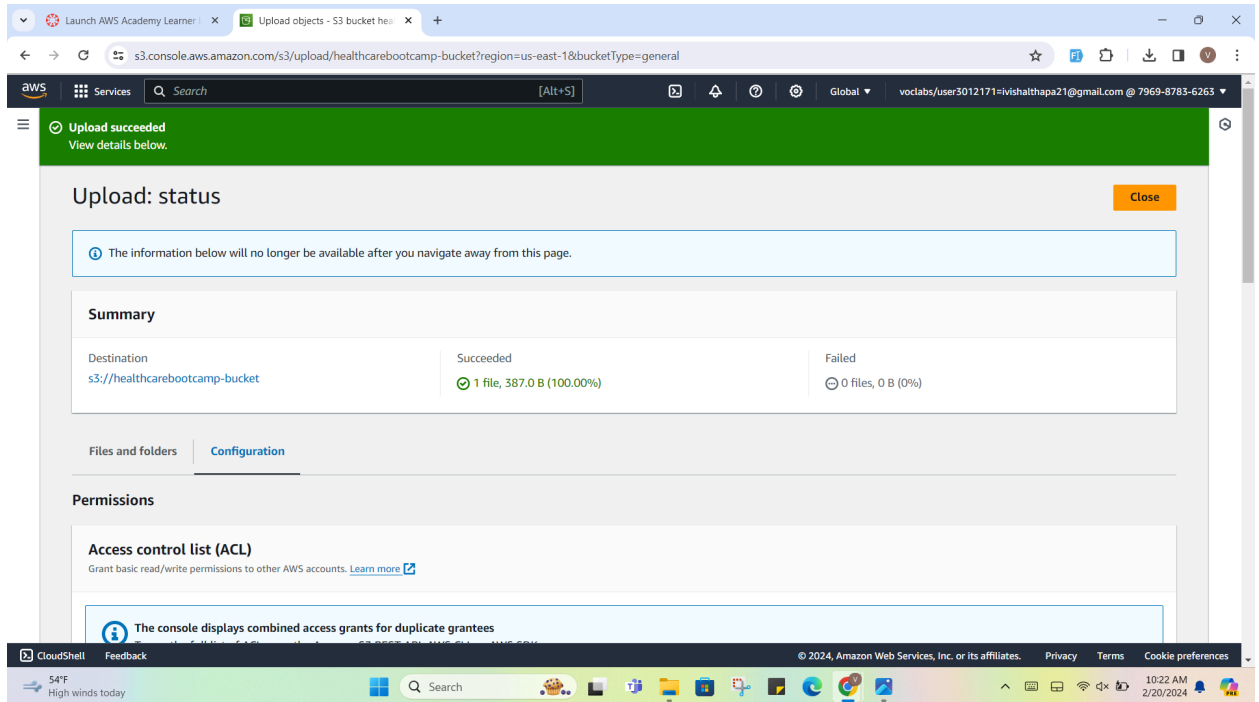 Launch AWS Academy Learner
Upload objects - S3 bucket hea
s3.console.aws.amazon.com/s3/upload/healthcarebootcamp-bucket?region=us-east-1&bucketType=general
aws Services Search [Alt+S] Global voclabs/user3012171=ivishalthapa21@gmail.com @ 7969-8783-6263
Upload succeeded
View details below.
Upload: status
Close
The information below will no longer be available after you navigate away from this page.
Summary
Destination
s3://healthcarebootcamp-bucket
Succeeded
1 file, 387.0 B (100.00%)
Failed
0 files, 0 B (0%)
Files and folders Configuration
Permissions
Access control list (ACL)
Grant basic read/write permissions to other AWS accounts. Learn more
The console displays combined access grants for duplicate grantees
CloudShell Feedback © 2024, Amazon Web Services, Inc. or its affiliates. Privacy Terms Cookie preferences
54°F
High winds today
Search
10:22 AM
2/20/2024